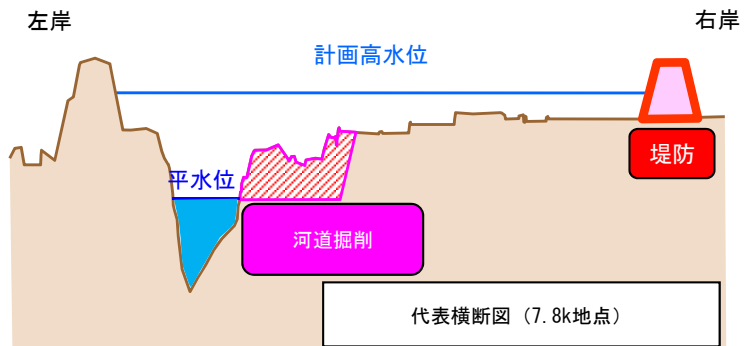 左岸
右岸
計画高水位
堤防
平水位
河道掘削
代表横断図（7.8k地点）